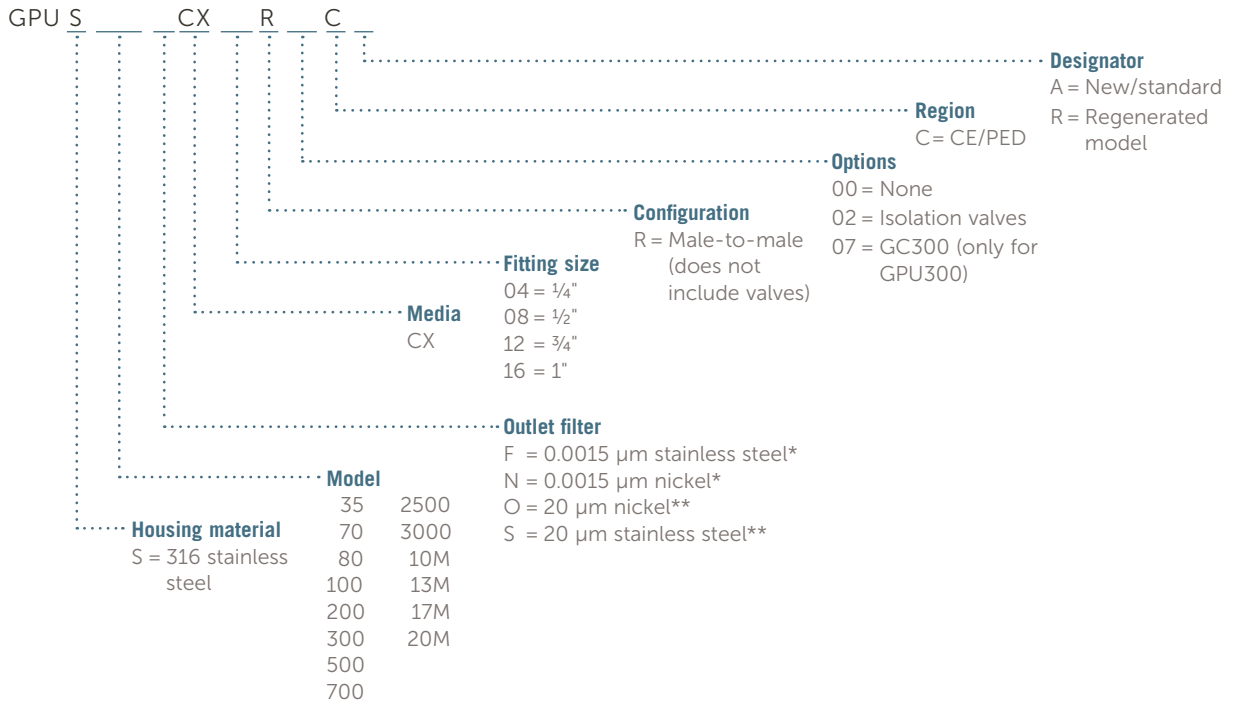 GPU S CX R C
Designator
A = New/standard
R = Regenerated
model
Region
C= CE/PED
Options
00 = None
02 = Isolation valves
07 = GC300 (only for
GPU300)
Configuration
R = Male-to-male
(does not
include valves)
Fitting size
04 = ¼"
08 = ½"
12 = ¾"
16 = 1"
Media
CX
Outlet filter
F = 0.0015 µm stainless steel*
N = 0.0015 µm nickel*
O = 20 µm nickel**
S = 20 µm stainless steel**
Model
35 2500
70 3000
80 10M
100 13M
200 17M
300 20M
500
700
Housing material
S = 316 stainless
steel